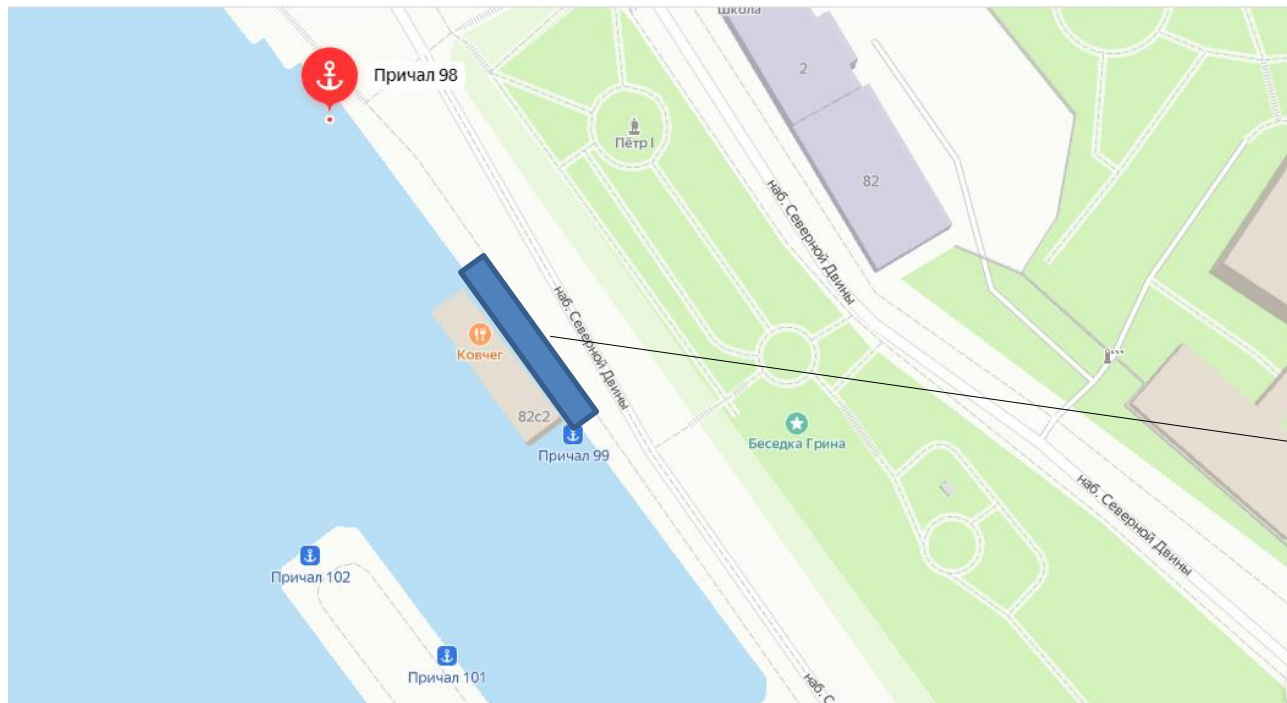 Школа
Причал 98
2
Пётр I
82
наб. Северной Двины
наб. Северной Двины
Ковчег
82с2
Беседка Грина
Причал 99
наб. Северной Двины
Причал 102
Причал 101
наб. С